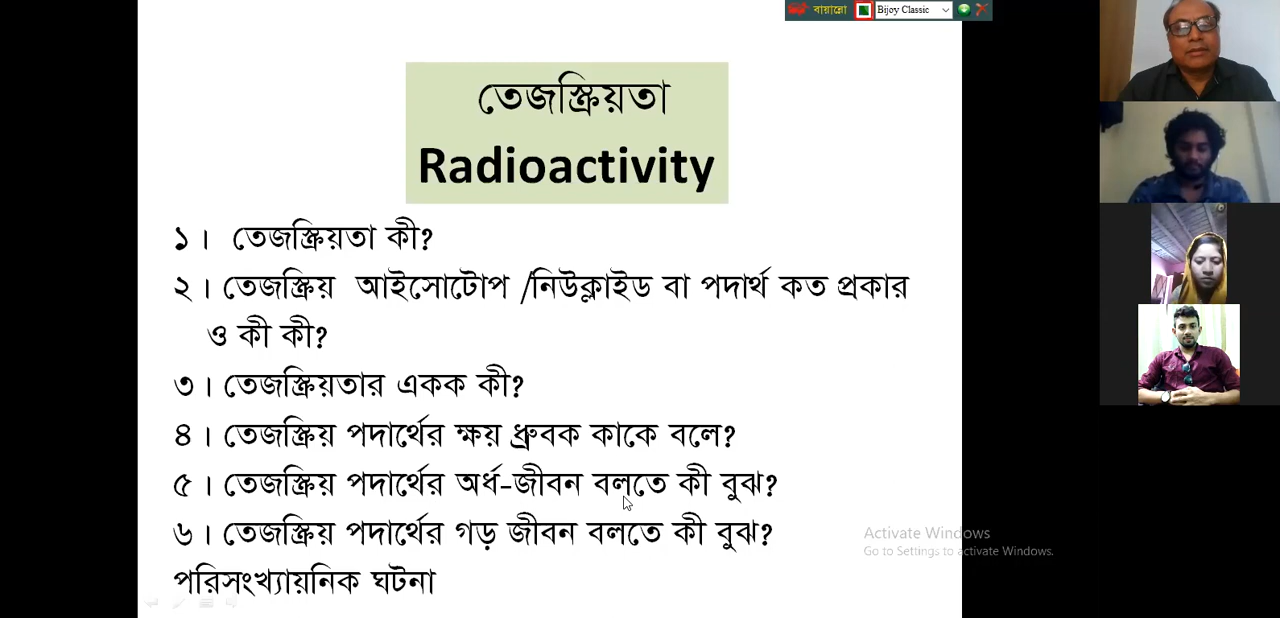 বায়ান্নো Bijoy Classic
তেজস্ক্রিয়তা
Radioactivity
১। তেজস্ক্রিয়তা কী?
২। তেজস্ক্রিয় আইসোটোপ /নিউক্লাইড বা পদার্থ কত প্রকার
ও কী কী?
৩। তেজস্ক্রিয়তার একক কী?
৪। তেজস্ক্রিয় পদার্থের ক্ষয় ধ্রুবক কাকে বলে?
৫। তেজস্ক্রিয় পদার্থের অর্ধ-জীবন বলতে কী বুঝ?
৬। তেজস্ক্রিয় পদার্থের গড় জীবন বলতে কী বুঝ?
পরিসংখ্যায়নিক ঘটনা
Activate Windows
Go to Settings to activate Windows.